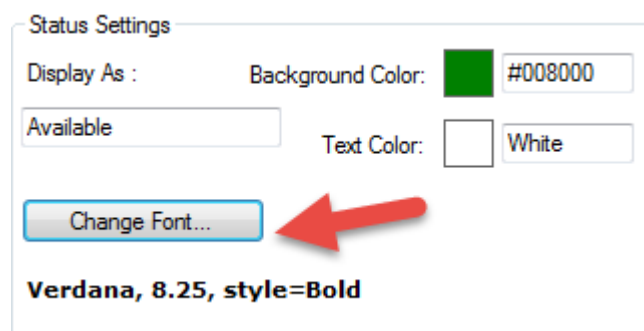 Status Settings
Display As : Background Color: #008000
Available
Text Color: White
Change Font...
Verdana, 8.25, style=Bold